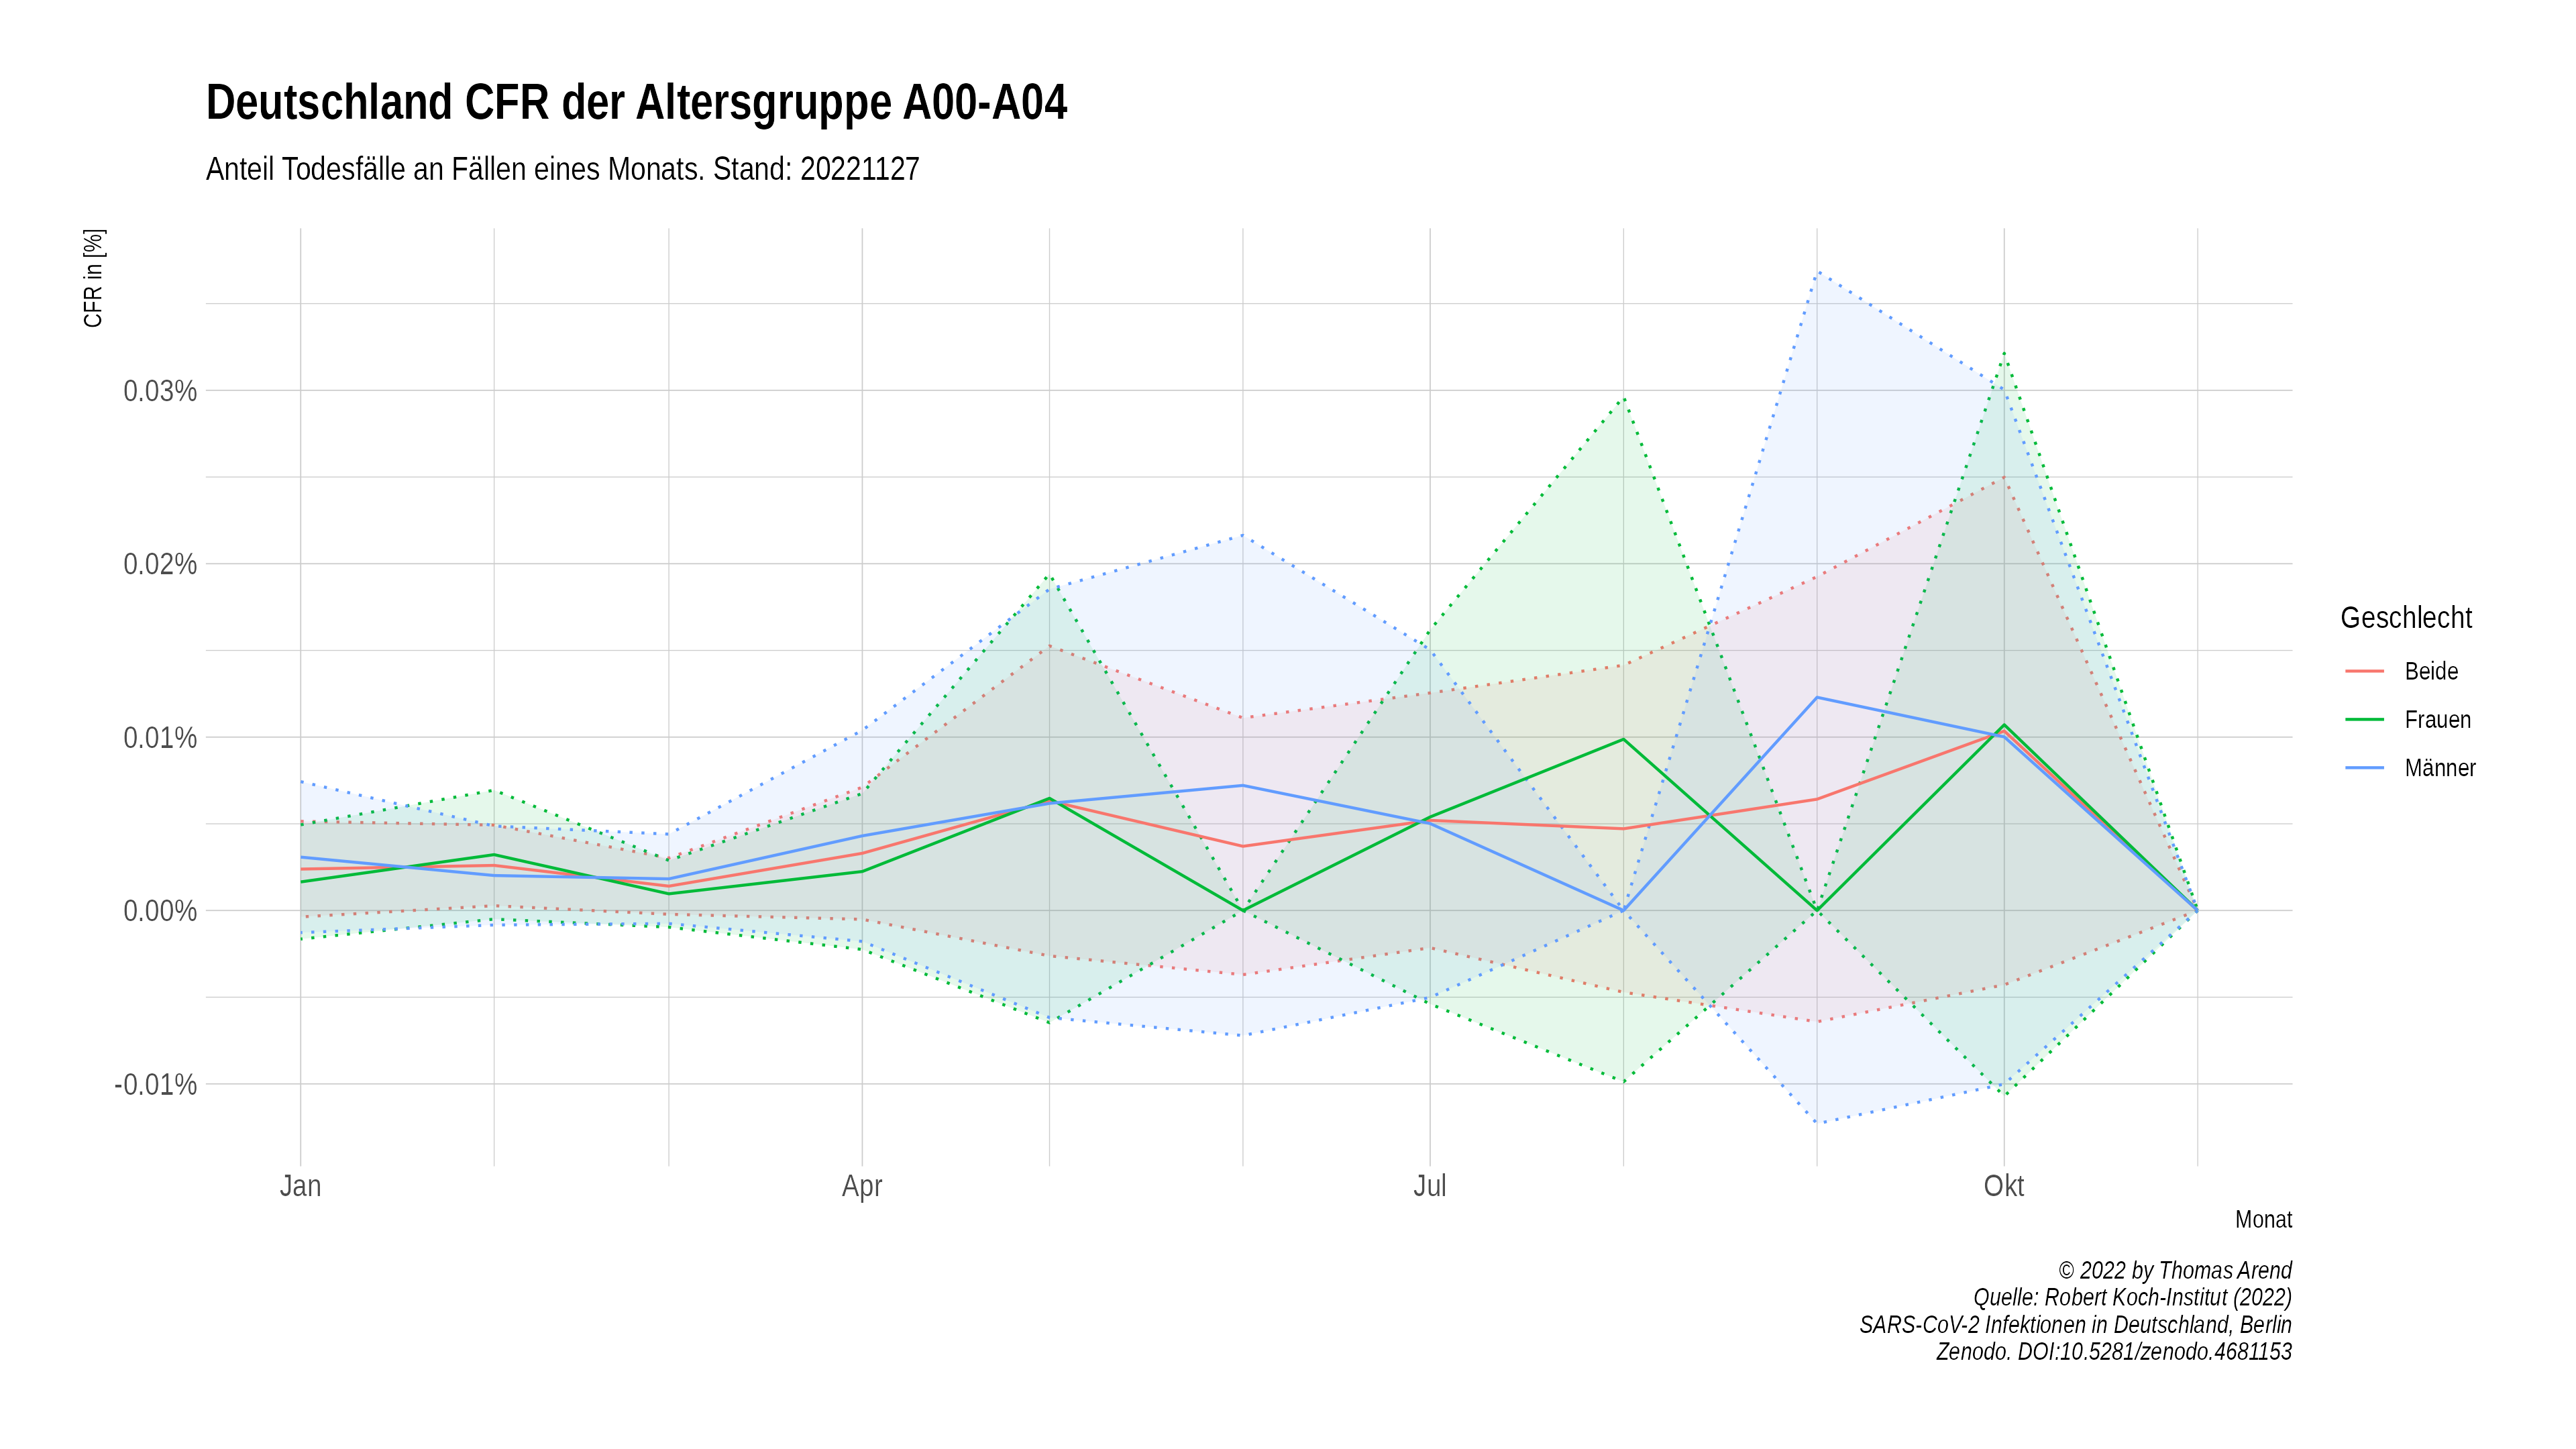 Deutschland CFR der Altersgruppe A00-A04
Anteil Todesfälle an Fällen eines Monats. Stand: 20221127
CFR in [%]
0.03%
0.02%
0.01%
0.00%
-0.01%
Jan
Apr
Jul
Okt
Monat
Geschlecht
Beide
Frauen
Männer
© 2022 by Thomas Arend
Quelle: Robert Koch-Institut (2022)
SARS-CoV-2 Infektionen in Deutschland, Berlin
Zenodo. DOI:10.5281/zenodo.4681153